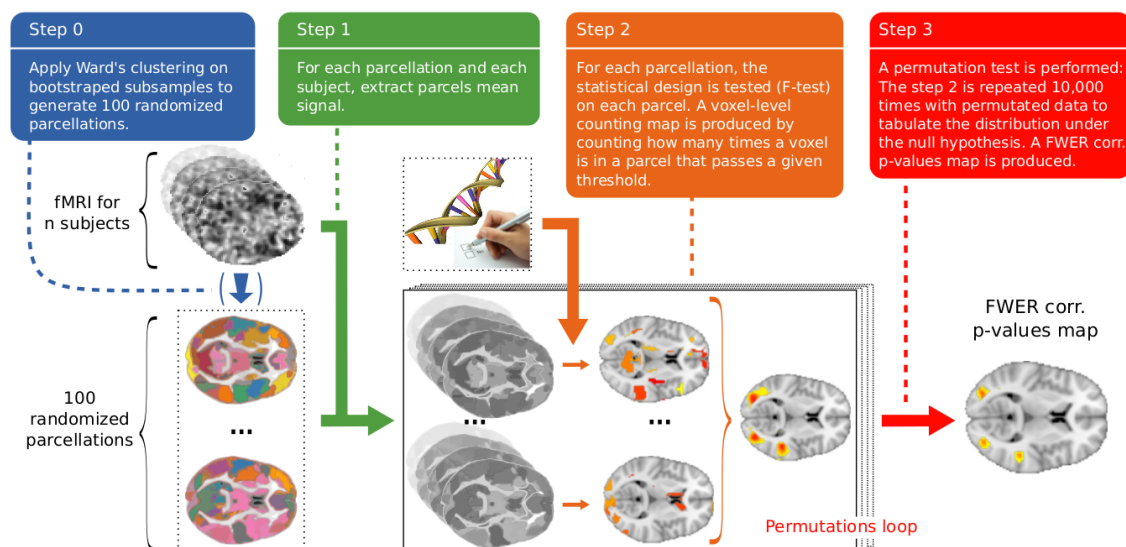 Step 0
Apply Ward's clustering on
bootstraped subsamples to
generate 100 randomized
parcellations.
Step 1
For each parcellation and each
subject, extract parcels mean
signal.
Step 2
For each parcellation, the
statistical design is tested (F-test)
on each parcel. A voxel-level
counting map is produced by
counting how many times a voxel
is in a parcel that passes a given
threshold.
Step 3
A permutation test is performed:
The step 2 is repeated 10,000
times with permutated data to
tabulate the distribution under
the null hypothesis. A FWER corr.
p-values map is produced.
fMRI for
n subjects
100
randomized
parcellations
...
...
...
...
Permutations loop
FWER corr.
p-values map